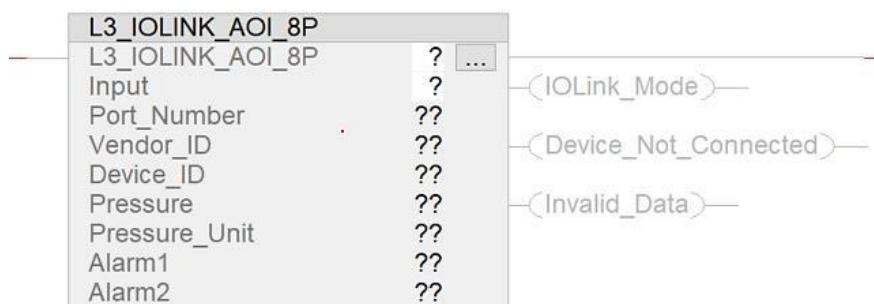 L3_IOLINK_AOI_8P
L3_IOLINK_AOI_8P ? ...
Input ? IOLink_Mode
Port_Number ??
Vendor_ID ?? Device_Not_Connected
Device_ID ??
Pressure ?? Invalid_Data
Pressure_Unit ??
Alarm1 ??
Alarm2 ??